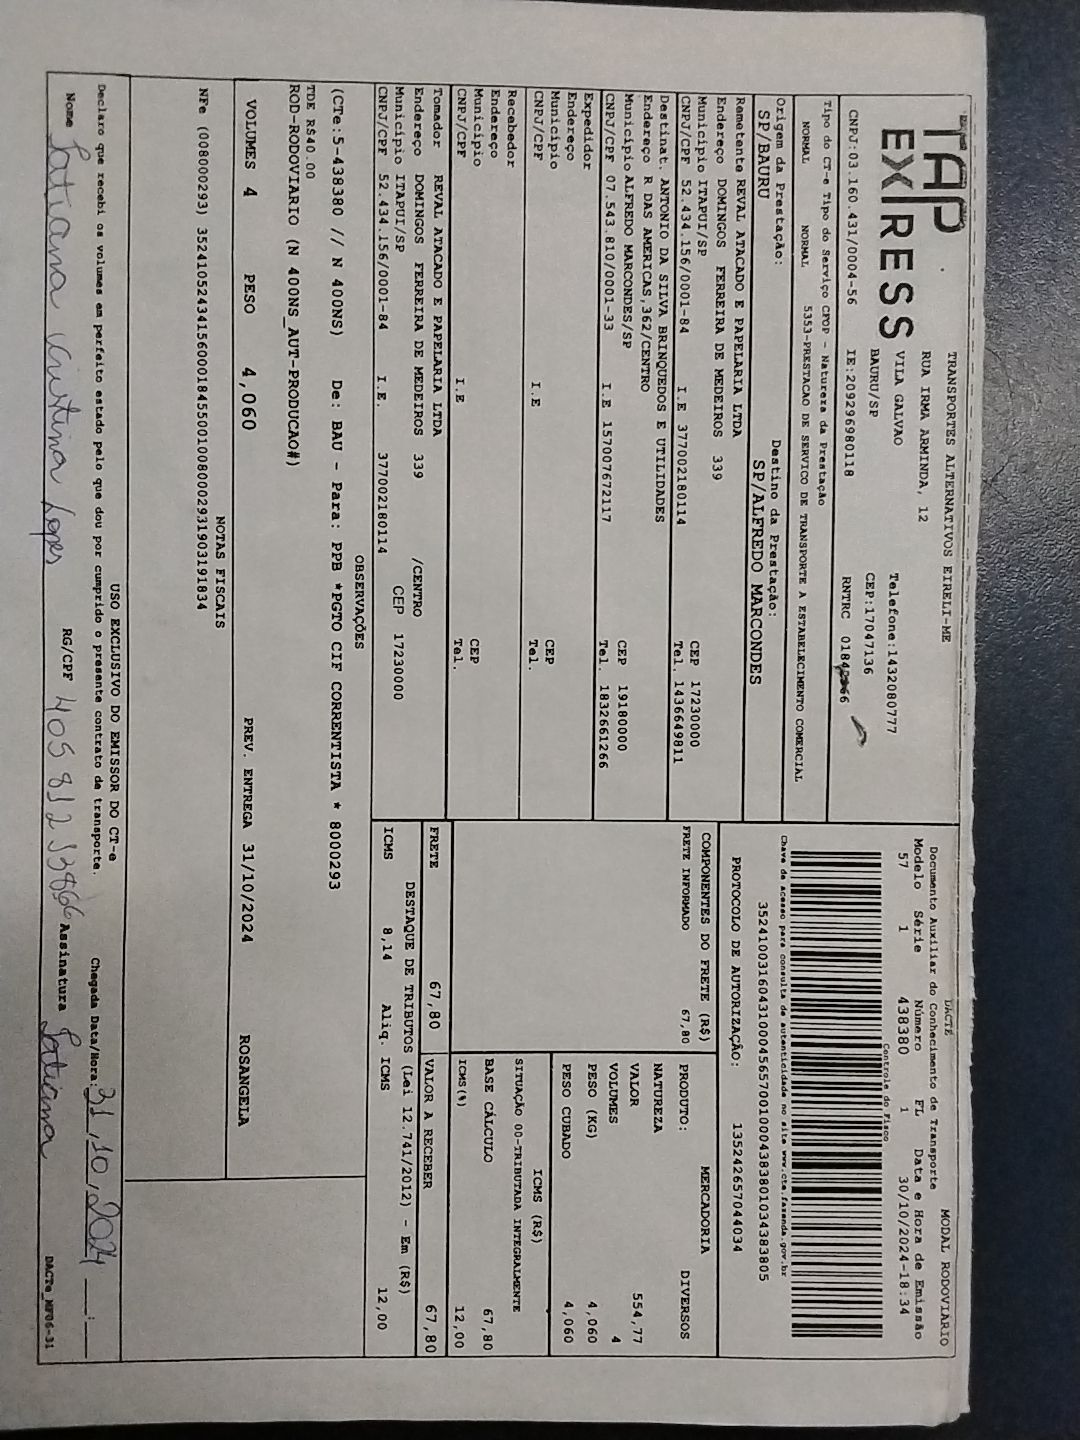 TAP EXPRESS
TRANSPORTES ALTERNATIVOS EIRELI-ME
RUA IRMA ARMINDA, 12
VILA GALVAO
BAURU/SP
Telefone:1432080777
CEP:17047136
CNPJ:03.160.431/0004-56 IE:209296980118 RNTRC
Tipo do CT-e Tipo do Serviço CFOP - Natureza da Prestação
NORMAL NORMAL 5353-PRESTACAO DE SERVICO DE TRANSPORTE A ESTABELECIMENTO COMERCIAL
Origem da Prestação: Destino da Prestação:
SP/BAURU SP/ALFREDO MARCONDES
DACTE MODAL RODOVIARIO
Documento Auxiliar do Conhecimento de Transporte
Modelo Série Número FL Data e Hora de Emissão
57 1 438380 1 30/10/2024-18:34
Controle do Fisco
Chave de acesso para consulta de autenticidade no site www.cte.fazenda.gov.br
35241003160431000456570010004383801034383805
PROTOCOLO DE AUTORIZAÇÃO: 135242657044034
Remetente REVAL ATACADO E PAPELARIA LTDA
Endereço DOMINGOS FERREIRA DE MEDEIROS 339
Município ITAPUI/SP CEP 17230000
CNPJ/CPF 52.434.156/0001-84 I.E 377002180114 Tel. 1436649811
Destinat. ANTONIO DA SILVA BRINQUEDOS E UTILIDADES
Endereço R DAS AMERICAS,362/CENTRO
Município ALFREDO MARCONDES/SP CEP 19180000
CNPJ/CPF 07.543.810/0001-33 I.E 157007672117 Tel. 1832661266
Expedidor
Endereço
Município CEP
CNPJ/CPF I.E Tel.
Recebedor
Endereço
Município CEP
CNPJ/CPF I.E Tel.
Tomador REVAL ATACADO E PAPELARIA LTDA
Endereço DOMINGOS FERREIRA DE MEDEIROS 339 /CENTRO
Município ITAPUI/SP CEP 17230000
CNPJ/CPF 52.434.156/0001-84 I.E. 377002180114
COMPONENTES DO FRETE (R$)
FRETE INFORMADO 67,80
PRODUTO: MERCADORIA
NATUREZA DIVERSOS
VALOR 554,77
VOLUMES 4
PESO (KG) 4,060
PESO CUBADO 4,060
ICMS (R$)
SITUAÇÃO 00-TRIBUTADA INTEGRALMENTE
BASE CÁLCULO 67,80
ICMS(%) 12,00
FRETE 67,80 VALOR A RECEBER 67,80
DESTAQUE DE TRIBUTOS (Lei 12.741/2012) - Em (R$)
ICMS 8,14 Aliq. ICMS 12,00
OBSERVAÇÕES
(CTe:5-438380 // N 400NS) De: BAU - Para: PPB *PGTO CIF CORRENTISTA * 8000293
TDE R$40.00
ROD-RODOVIARIO (N 400NS_AUT-PRODUCAO#)
VOLUMES 4 PESO 4,060 PREV. ENTREGA 31/10/2024 ROSANGELA
NOTAS FISCAIS
NFe (008000293) 35241052434156000184550010080002931903191834
USO EXCLUSIVO DO EMISSOR DO CT-e
Declaro que recebi os volumes em perfeito estado pelo que dou por cumprido o presente contrato de transporte. Chegada Data/Hora: 31,10,2024 __:__
Nome Tatiana Cristina Lopes RG/CPF Assinatura Tatiana
DACTe_MF06-31